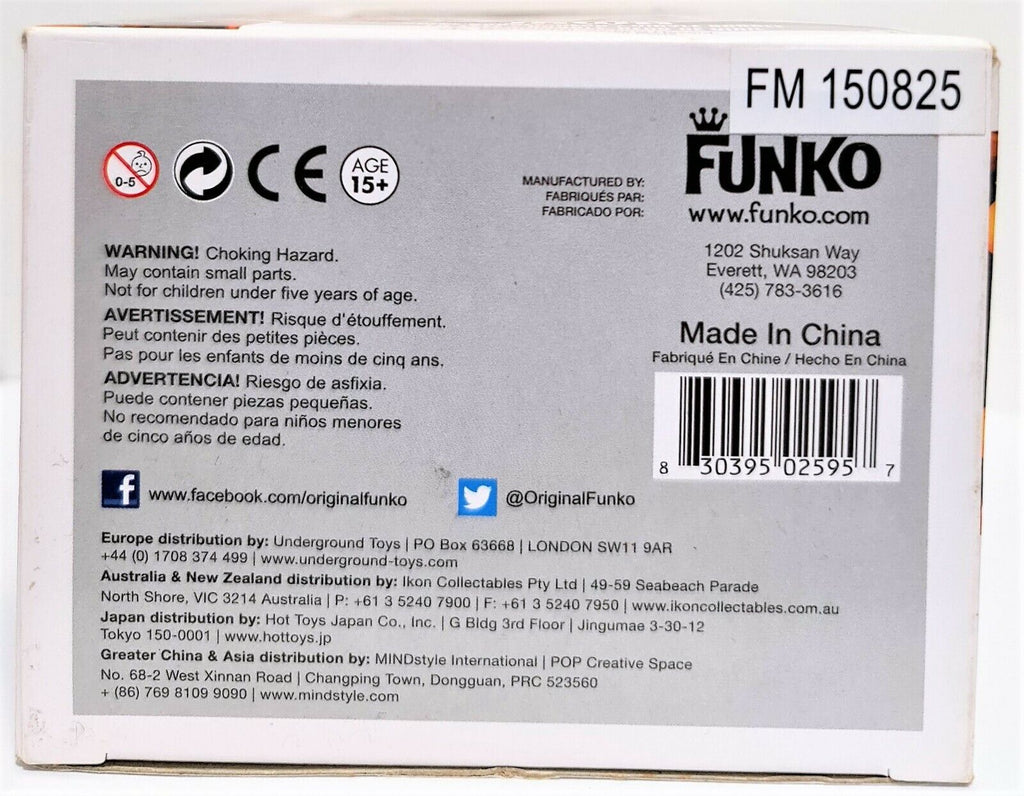 FM 150825
0-5
CE
AGE
15+
MANUFACTURED BY:
FABRIQUÉS PAR:
FABRICADO POR:
FUNKO
www.funko.com
1202 Shuksan Way
Everett, WA 98203
(425) 783-3616
WARNING! Choking Hazard.
May contain small parts.
Not for children under five years of age.
AVERTISSEMENT! Risque d'étouffement.
Peut contenir des petites pièces.
Pas pour les enfants de moins de cinq ans.
ADVERTENCIA! Riesgo de asfixia.
Puede contener piezas pequeñas.
No recomendado para niños menores
de cinco años de edad.
Made In China
Fabriqué En Chine / Hecho En China
8 30395 02595 7
f www.facebook.com/originalfunko
@OriginalFunko
Europe distribution by: Underground Toys | PO Box 63668 | LONDON SW11 9AR
+44 (0) 1708 374 499 | www.underground-toys.com
Australia & New Zealand distribution by: Ikon Collectables Pty Ltd | 49-59 Seabeach Parade
North Shore, VIC 3214 Australia | P: +61 3 5240 7900 | F: +61 3 5240 7950 | www.ikoncollectables.com.au
Japan distribution by: Hot Toys Japan Co., Inc. | G Bldg 3rd Floor | Jingumae 3-30-12
Tokyo 150-0001 | www.hottoys.jp
Greater China & Asia distribution by: MINDstyle International | POP Creative Space
No. 68-2 West Xinnan Road | Changping Town, Dongguan, PRC 523560
+ (86) 769 8109 9090 | www.mindstyle.com